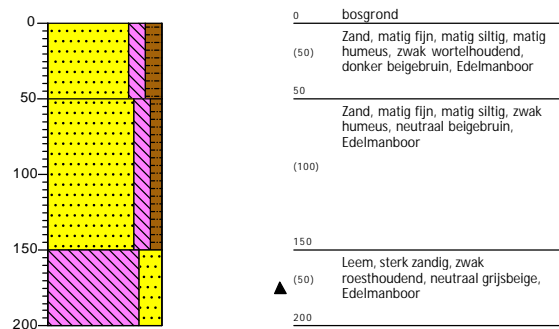 0
50
100
150
200
0 bosgrond
Zand, matig fijn, matig siltig, matig
(50) humeus, zwak wortelhoudend,
donker beigebruin, Edelmanboor
50
Zand, matig fijn, matig siltig, zwak
humeus, neutraal beigebruin,
Edelmanboor
(100)
150
Leem, sterk zandig, zwak
(50) roesthoudend, neutraal grijsbeige,
Edelmanboor
200